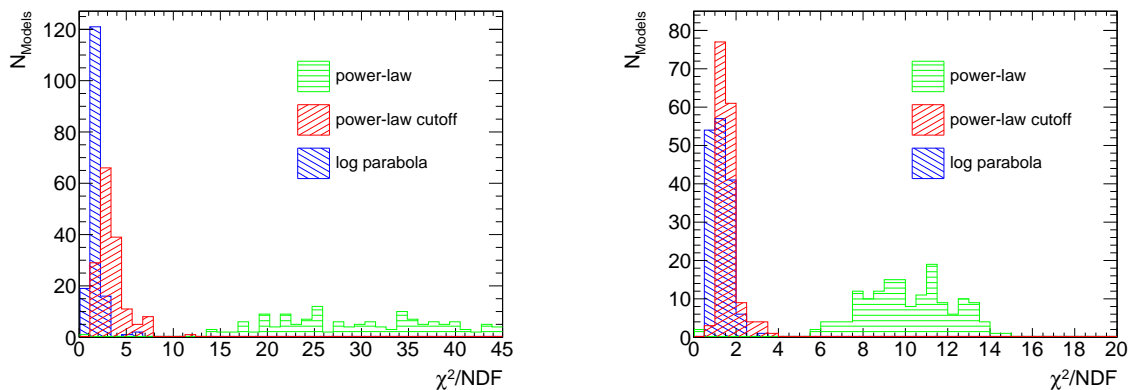 N_Models
120
100
80
60
40
20
0
power-law
power-law cutoff
log parabola
0 5 10 15 20 25 30 35 40 45
χ²/NDF
N_Models
80
70
60
50
40
30
20
10
0
power-law
power-law cutoff
log parabola
0 2 4 6 8 10 12 14 16 18 20
χ²/NDF